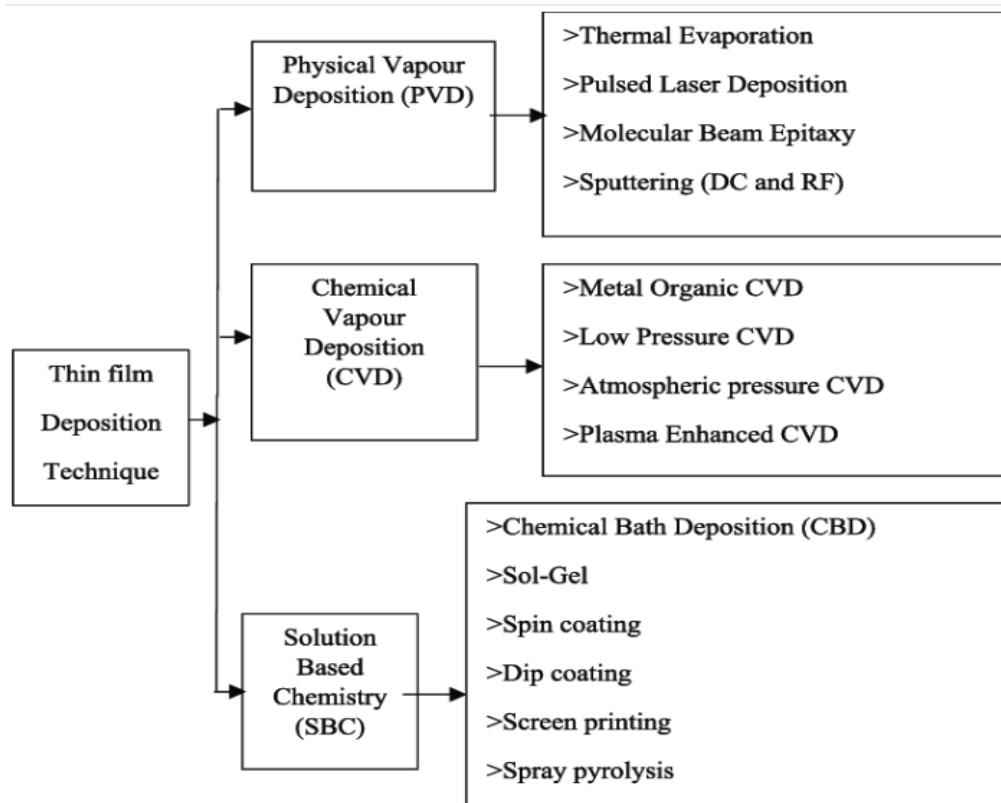 Thin film
Deposition
Technique
Physical Vapour
Deposition (PVD)
>Thermal Evaporation
>Pulsed Laser Deposition
>Molecular Beam Epitaxy
>Sputtering (DC and RF)
Chemical
Vapour
Deposition
(CVD)
>Metal Organic CVD
>Low Pressure CVD
>Atmospheric pressure CVD
>Plasma Enhanced CVD
Solution
Based
Chemistry
(SBC)
>Chemical Bath Deposition (CBD)
>Sol-Gel
>Spin coating
>Dip coating
>Screen printing
>Spray pyrolysis